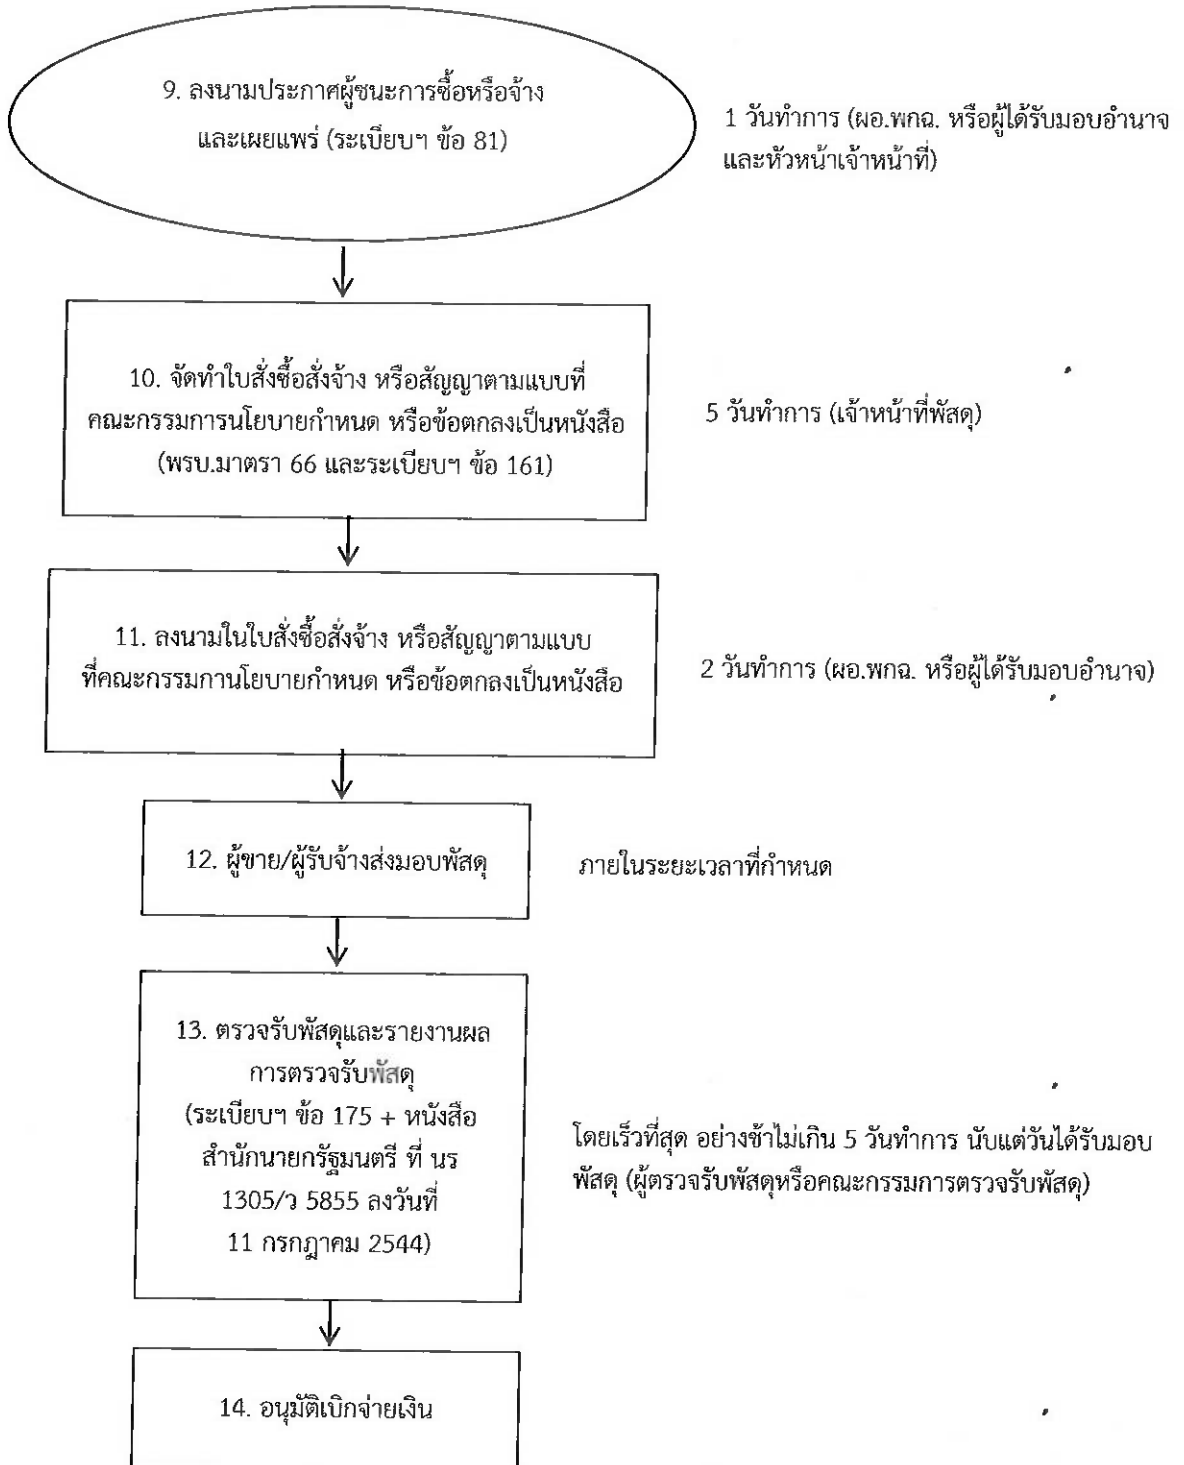 9. ลงนามประกาศผู้ชนะการซื้อหรือจ้าง
และเผยแพร่ (ระเบียบฯ ข้อ 81)
1 วันทำการ (ผอ.พกฉ. หรือผู้ได้รับมอบอำนาจ
และหัวหน้าเจ้าหน้าที่)
10. จัดทำใบสั่งซื้อสั่งจ้าง หรือสัญญาตามแบบที่
คณะกรรมการนโยบายกำหนด หรือข้อตกลงเป็นหนังสือ
(พรบ.มาตรา 66 และระเบียบฯ ข้อ 161)
5 วันทำการ (เจ้าหน้าที่พัสดุ)
11. ลงนามในใบสั่งซื้อสั่งจ้าง หรือสัญญาตามแบบ
ที่คณะกรรมกานโยบายกำหนด หรือข้อตกลงเป็นหนังสือ
2 วันทำการ (ผอ.พกฉ. หรือผู้ได้รับมอบอำนาจ)
12. ผู้ขาย/ผู้รับจ้างส่งมอบพัสดุ
ภายในระยะเวลาที่กำหนด
13. ตรวจรับพัสดุและรายงานผล
การตรวจรับพัสดุ
(ระเบียบฯ ข้อ 175 + หนังสือ
สำนักนายกรัฐมนตรี ที่ นร
1305/ว 5855 ลงวันที่
11 กรกฎาคม 2544)
โดยเร็วที่สุด อย่างช้าไม่เกิน 5 วันทำการ นับแต่วันได้รับมอบ
พัสดุ (ผู้ตรวจรับพัสดุหรือคณะกรรมการตรวจรับพัสดุ)
14. อนุมัติเบิกจ่ายเงิน